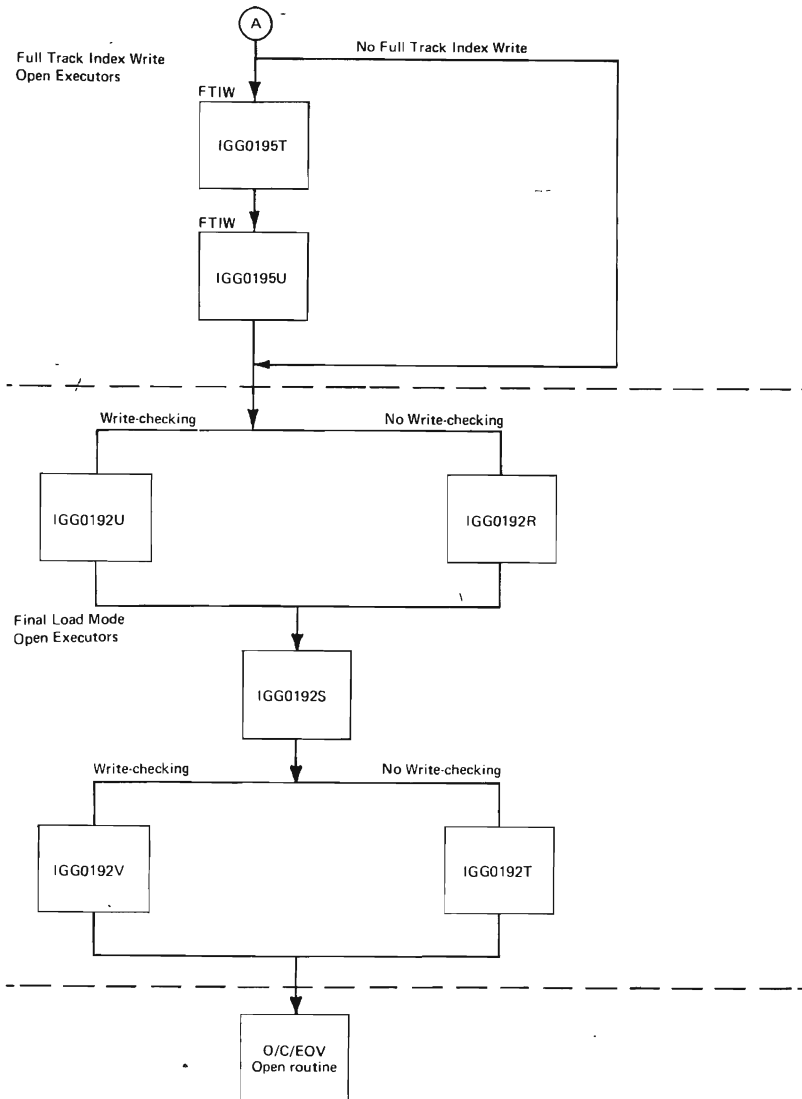 A
No Full Track Index Write
Full Track Index Write
Open Executors
FTIW
IGG0195T
FTIW
IGG0195U
Write-checking
No Write-checking
IGG0192U
IGG0192R
Final Load Mode
Open Executors
IGG0192S
Write-checking
No Write-checking
IGG0192V
IGG0192T
O/C/EOV
Open routine